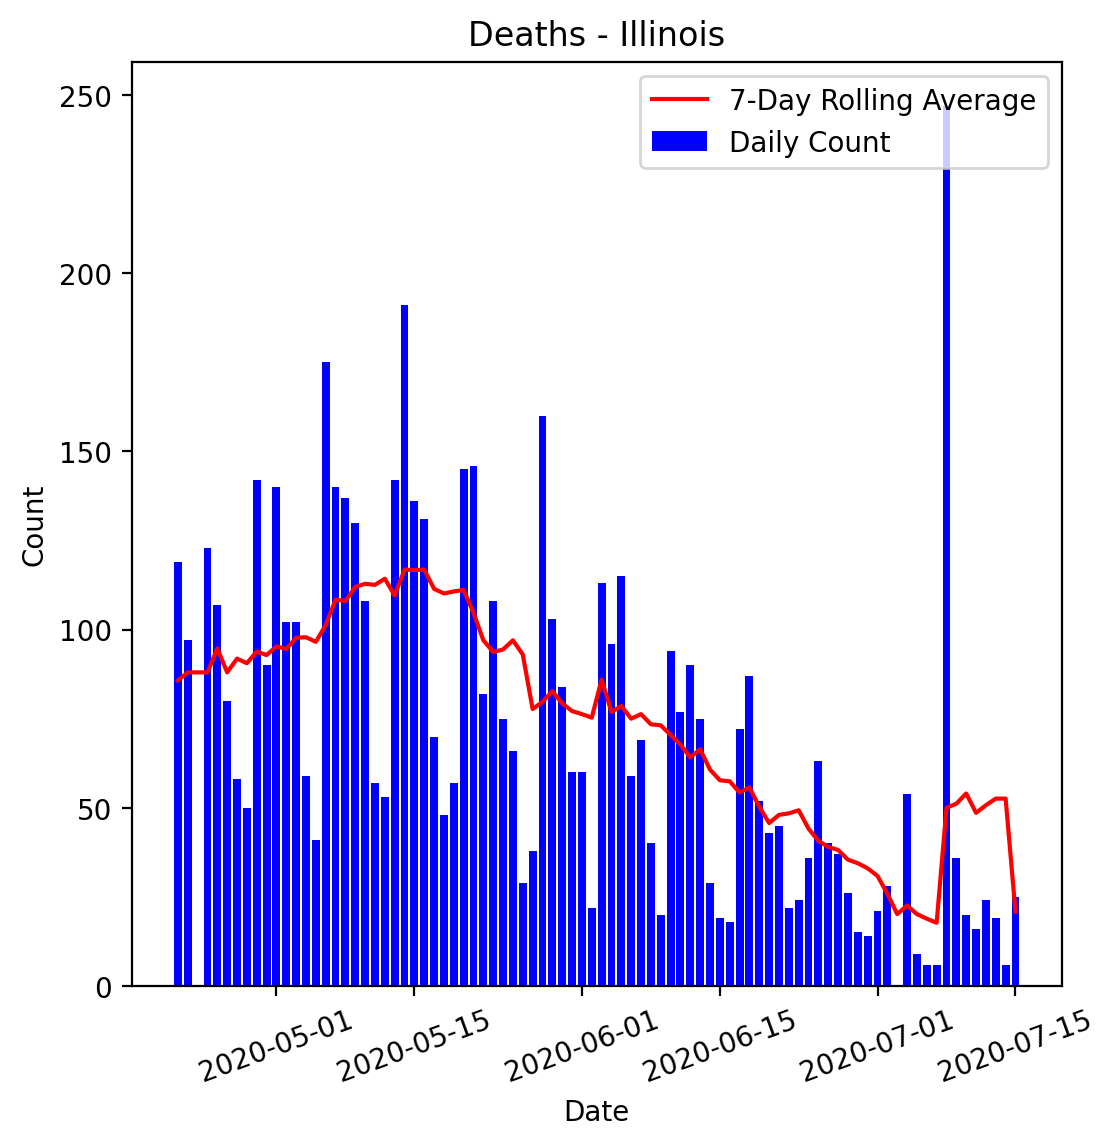 Deaths - Illinois
7-Day Rolling Average
Daily Count
Count
250
200
150
100
50
0
2020-05-01
2020-05-15
2020-06-01
2020-06-15
2020-07-01
2020-07-15
Date